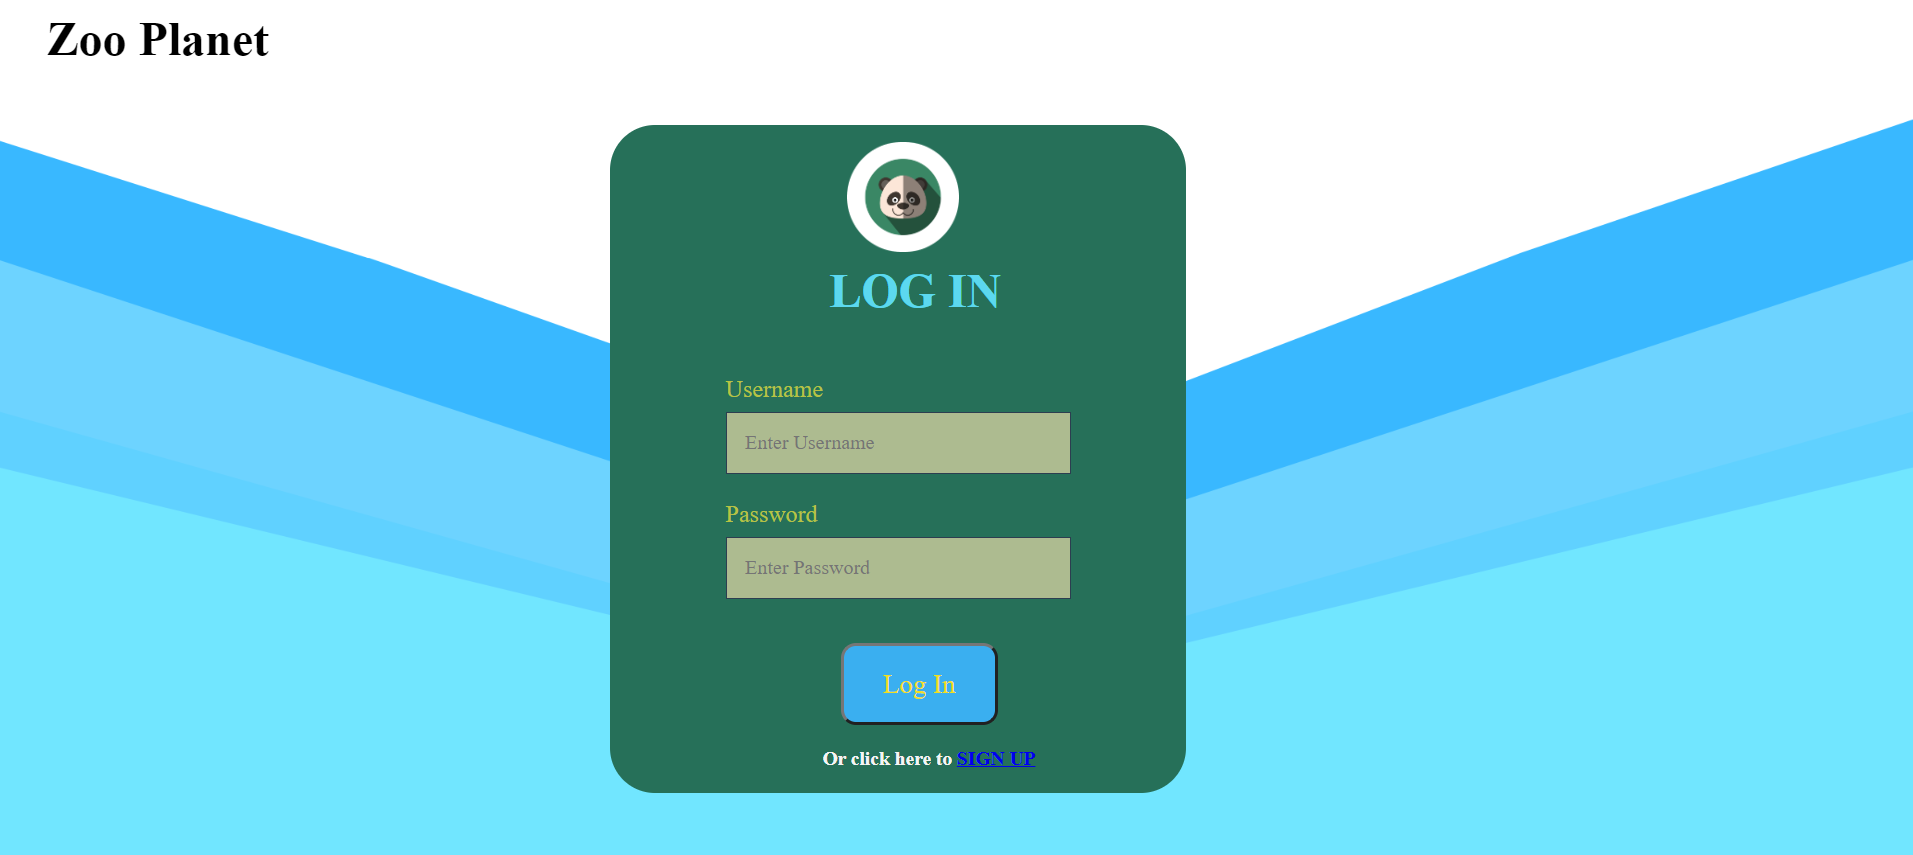 Zoo Planet
LOG IN
Username
Enter Username
Password
Enter Password
Log In
Or click here to SIGN UP